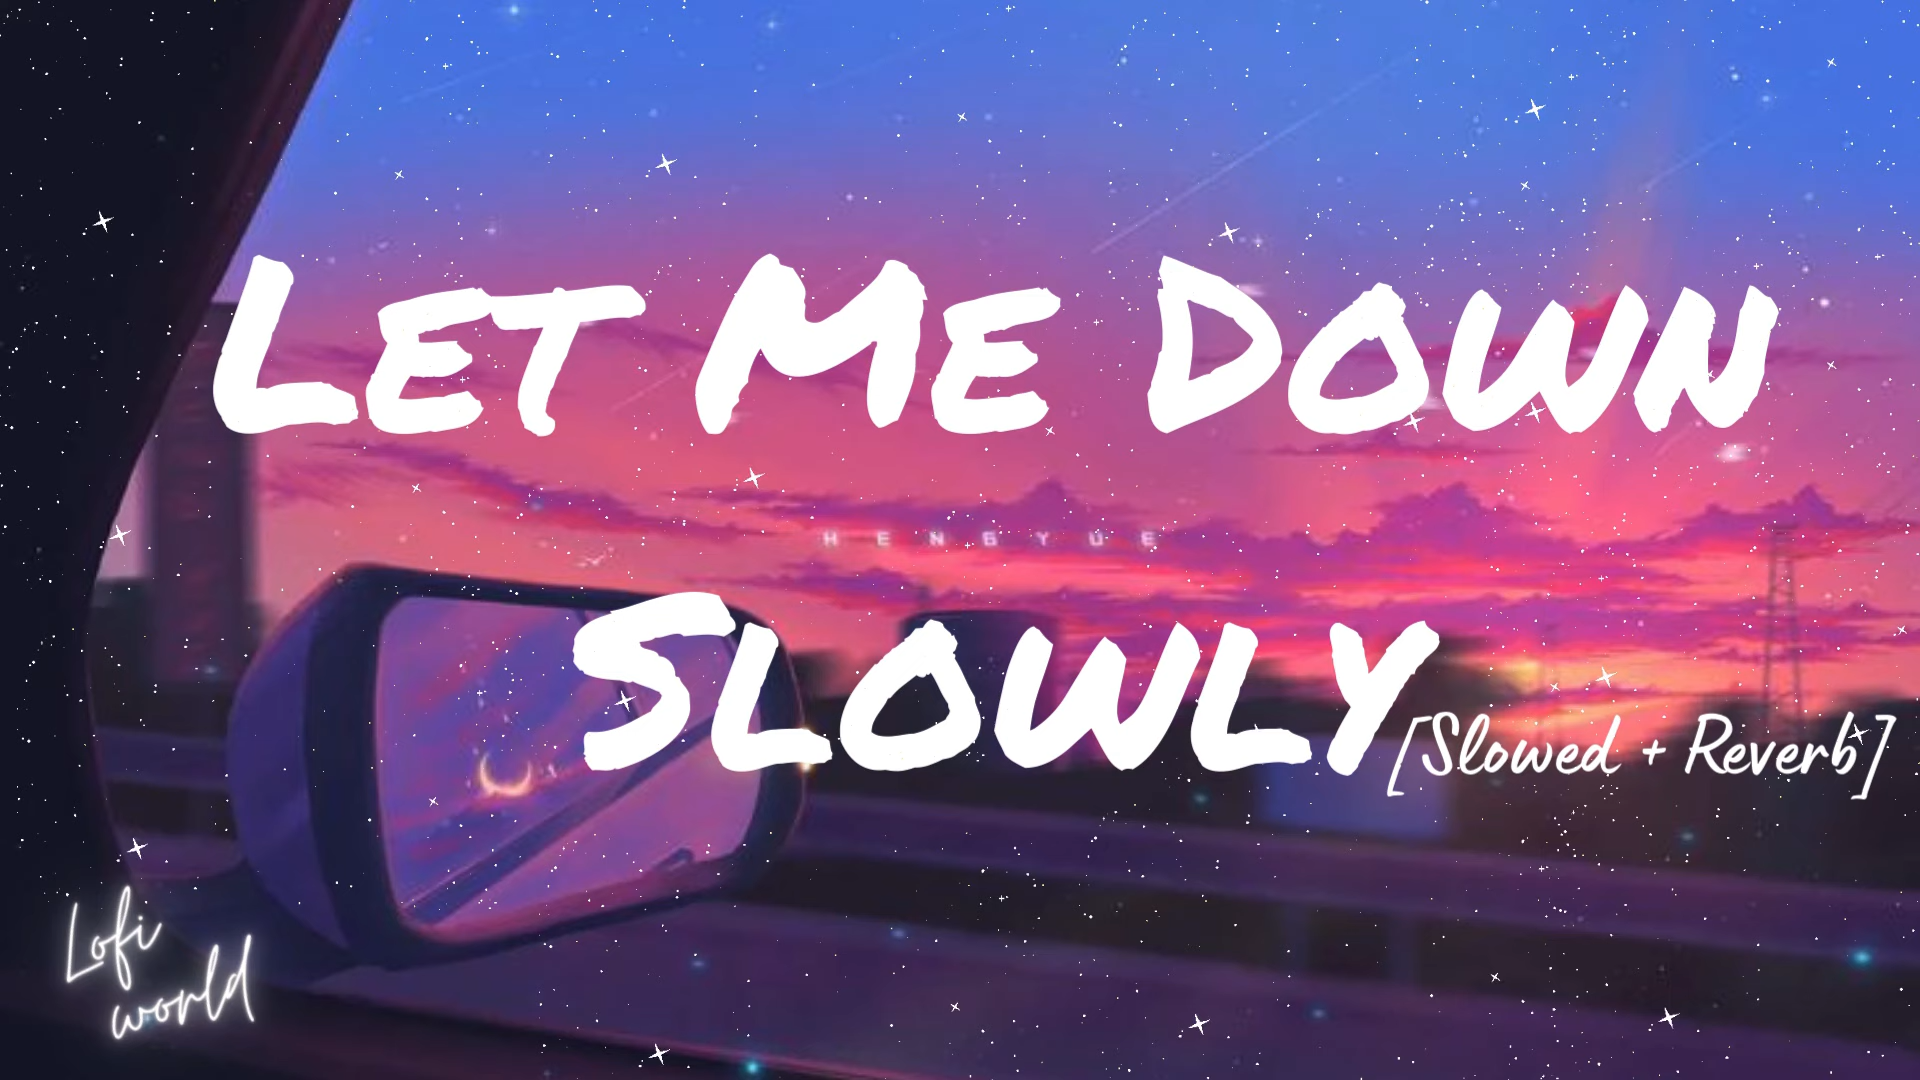 LET ME DOWN
HENGYUE
SLOWLY
[Slowed + Reverb]
Lofi
world